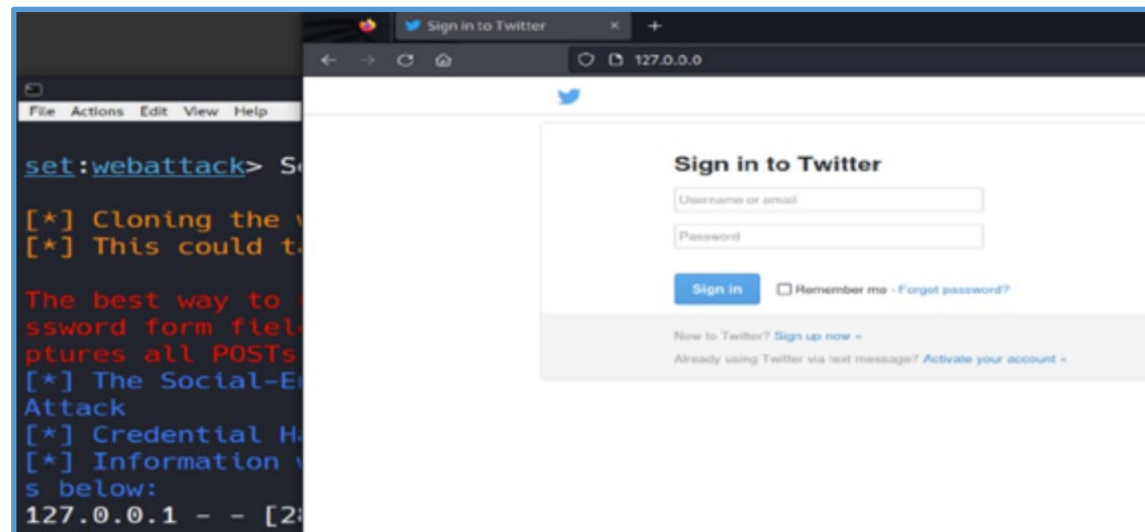 Sign in to Twitter
127.0.0.0
File Actions Edit View Help
set:webattack> S
[*] Cloning the
[*] This could t
The best way to
ssword form fiel
ptures all POSTs
[*] The Social-E
Attack
[*] Credential H
[*] Information
s below:
127.0.0.1 - - [2
Sign in to Twitter
Username or email
Password
Sign in
Remember me · Forgot password?
New to Twitter? Sign up now »
Already using Twitter via text message? Activate your account »